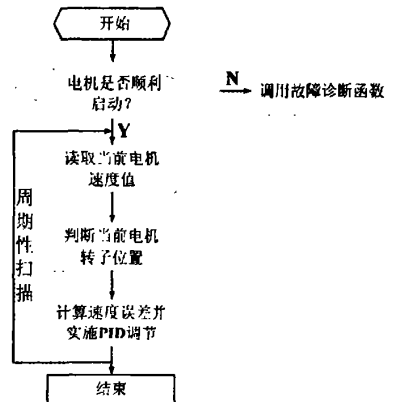 开始
电机是否顺利
启动?
N
调用故障诊断函数
Y
读取当前电机
速度值
周期性扫描
判断当前电机
转子位置
计算速度误差并
实施PID调节
结束